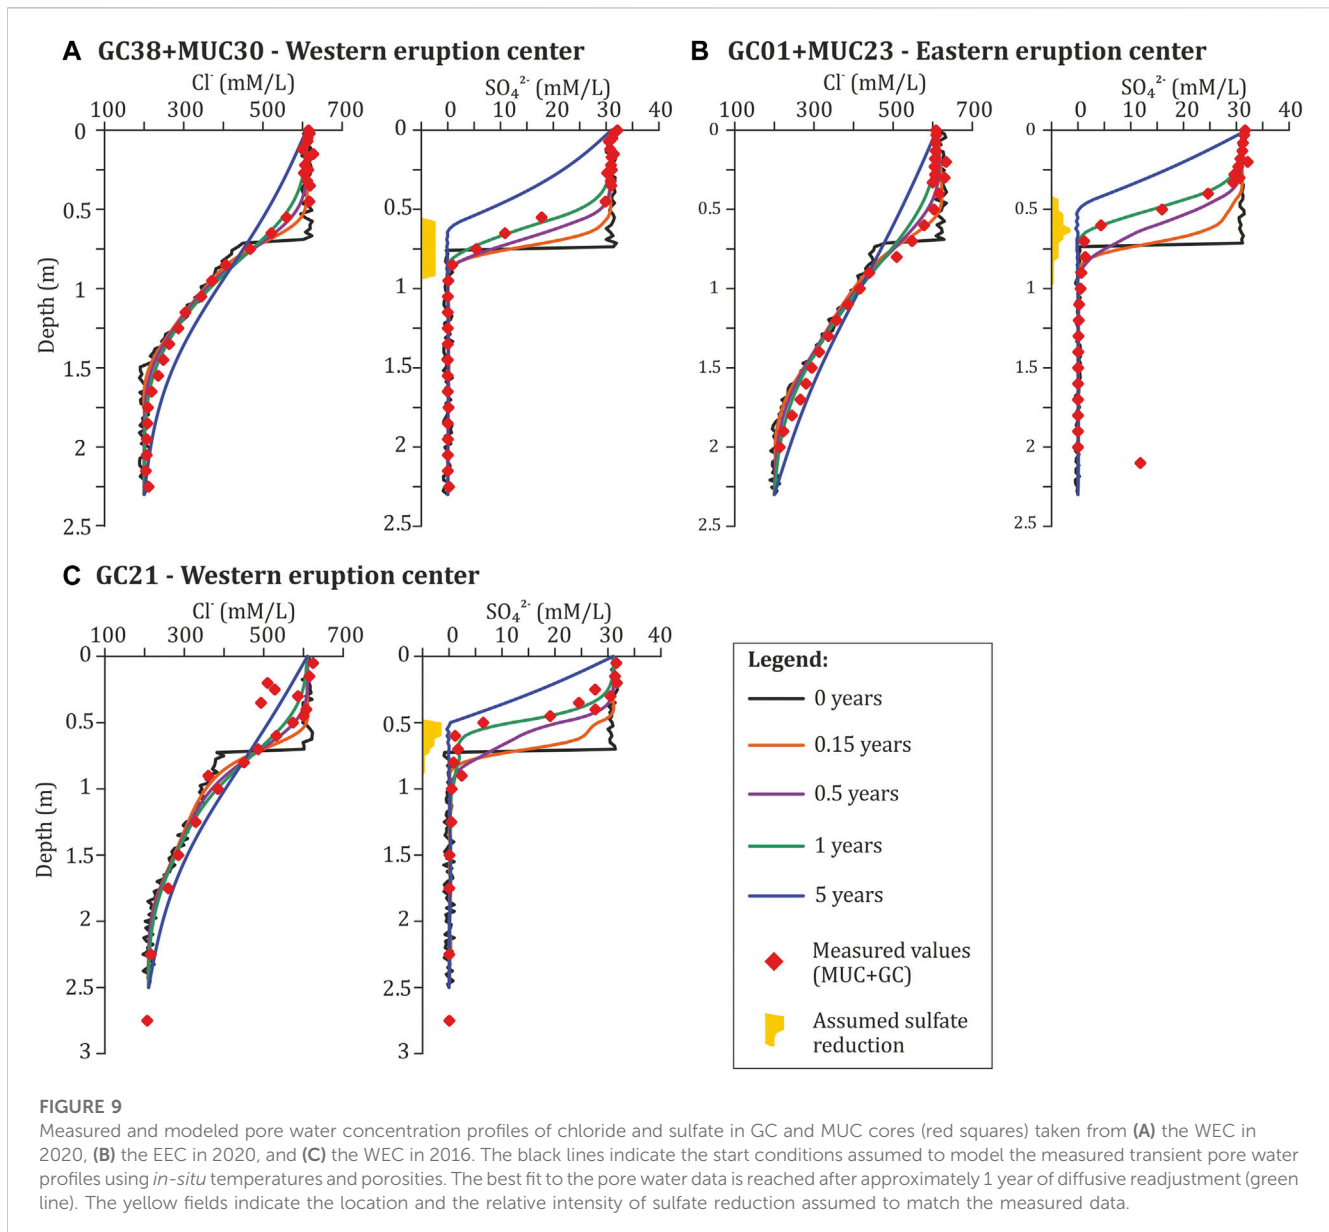 A GC38+MUC30 - Western eruption center
Cl⁻ (mM/L)
SO₄²⁻ (mM/L)
100 300 500 700
0 10 20 30 40
0
0.5
1
1.5
2
2.5
Depth (m)
0
0.5
1
1.5
2
2.5
B GC01+MUC23 - Eastern eruption center
Cl⁻ (mM/L)
SO₄²⁻ (mM/L)
100 300 500 700
0 10 20 30 40
0
0.5
1
1.5
2
2.5
0
0.5
1
1.5
2
2.5
C GC21 - Western eruption center
Cl⁻ (mM/L)
SO₄²⁻ (mM/L)
100 300 500 700
0 10 20 30 40
0
0.5
1
1.5
2
2.5
3
Depth (m)
0
0.5
1
1.5
2
2.5
3
Legend:
0 years
0.15 years
0.5 years
1 years
5 years
Measured values
(MUC+GC)
Assumed sulfate
reduction
FIGURE 9
Measured and modeled pore water concentration profiles of chloride and sulfate in GC and MUC cores (red squares) taken from (A) the WEC in
2020, (B) the EEC in 2020, and (C) the WEC in 2016. The black lines indicate the start conditions assumed to model the measured transient pore water
profiles using in-situ temperatures and porosities. The best fit to the pore water data is reached after approximately 1 year of diffusive readjustment (green
line). The yellow fields indicate the location and the relative intensity of sulfate reduction assumed to match the measured data.